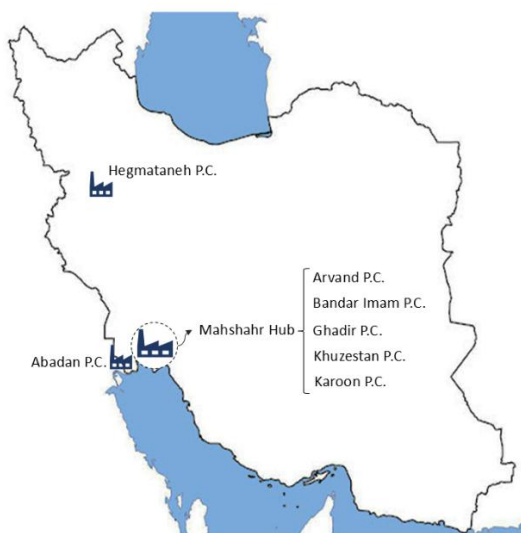 Hegmataneh P.C.
Arvand P.C.
Bandar Imam P.C.
Mahshahr Hub
Ghadir P.C.
Khuzestan P.C.
Abadan P.C.
Karoon P.C.